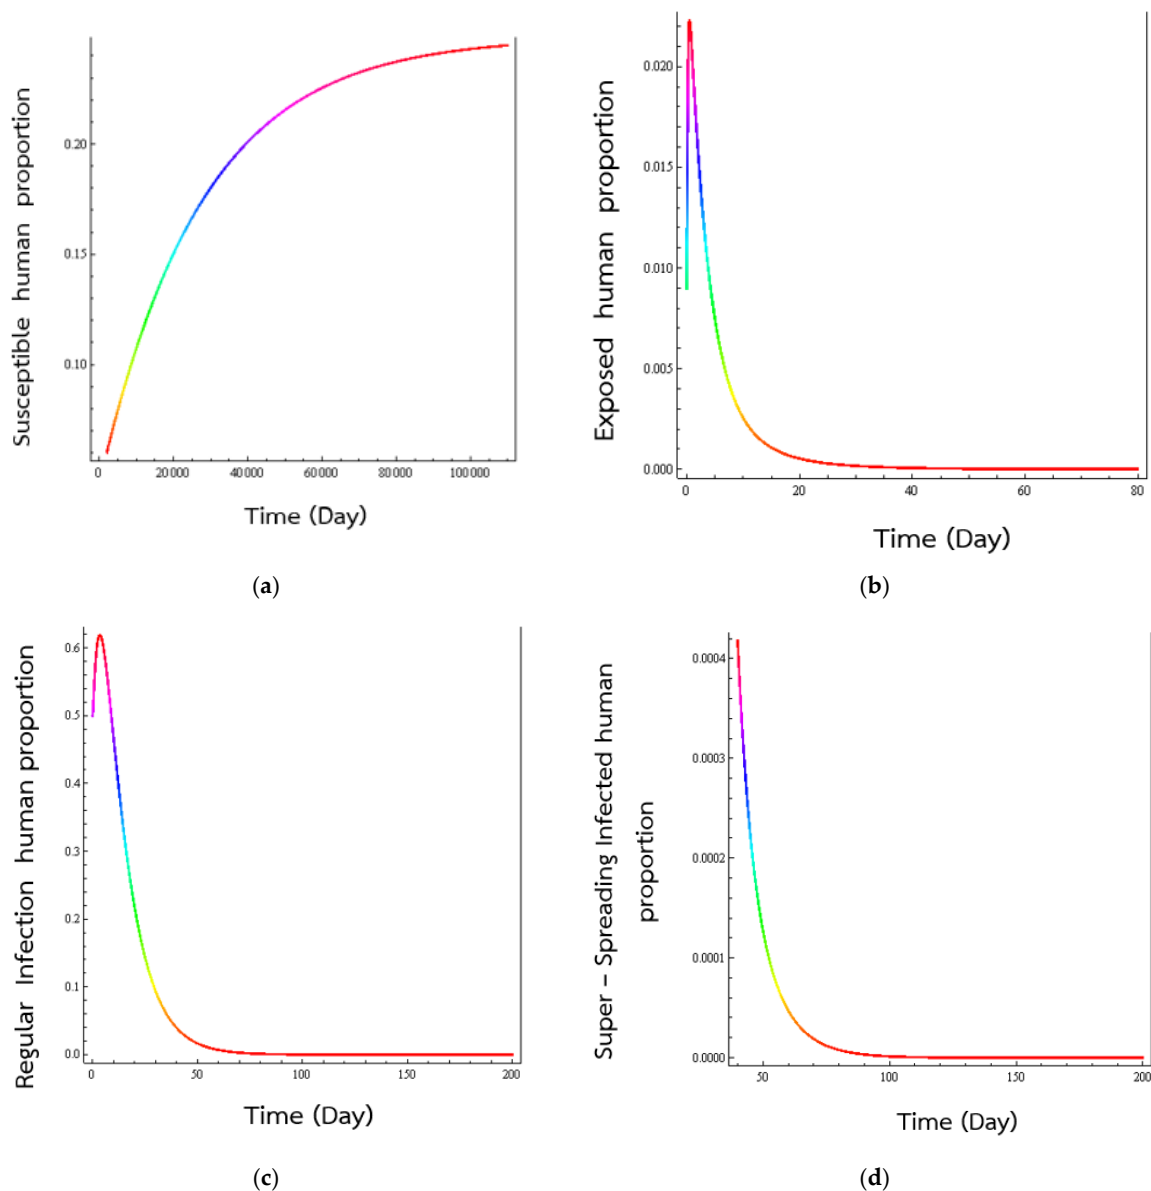 Susceptible human proportion
0.20
0.15
0.10
0 20000 40000 60000 80000 100000
Time (Day)
(a)
Exposed human proportion
0.020
0.015
0.010
0.005
0.000
0 20 40 60 80
Time (Day)
(b)
Regular Infection human proportion
0.6
0.5
0.4
0.3
0.2
0.1
0.0
0 50 100 150 200
Time (Day)
(c)
Super – Spreading Infected human
proportion
0.0004
0.0003
0.0002
0.0001
0.0000
50 100 150 200
Time (Day)
(d)